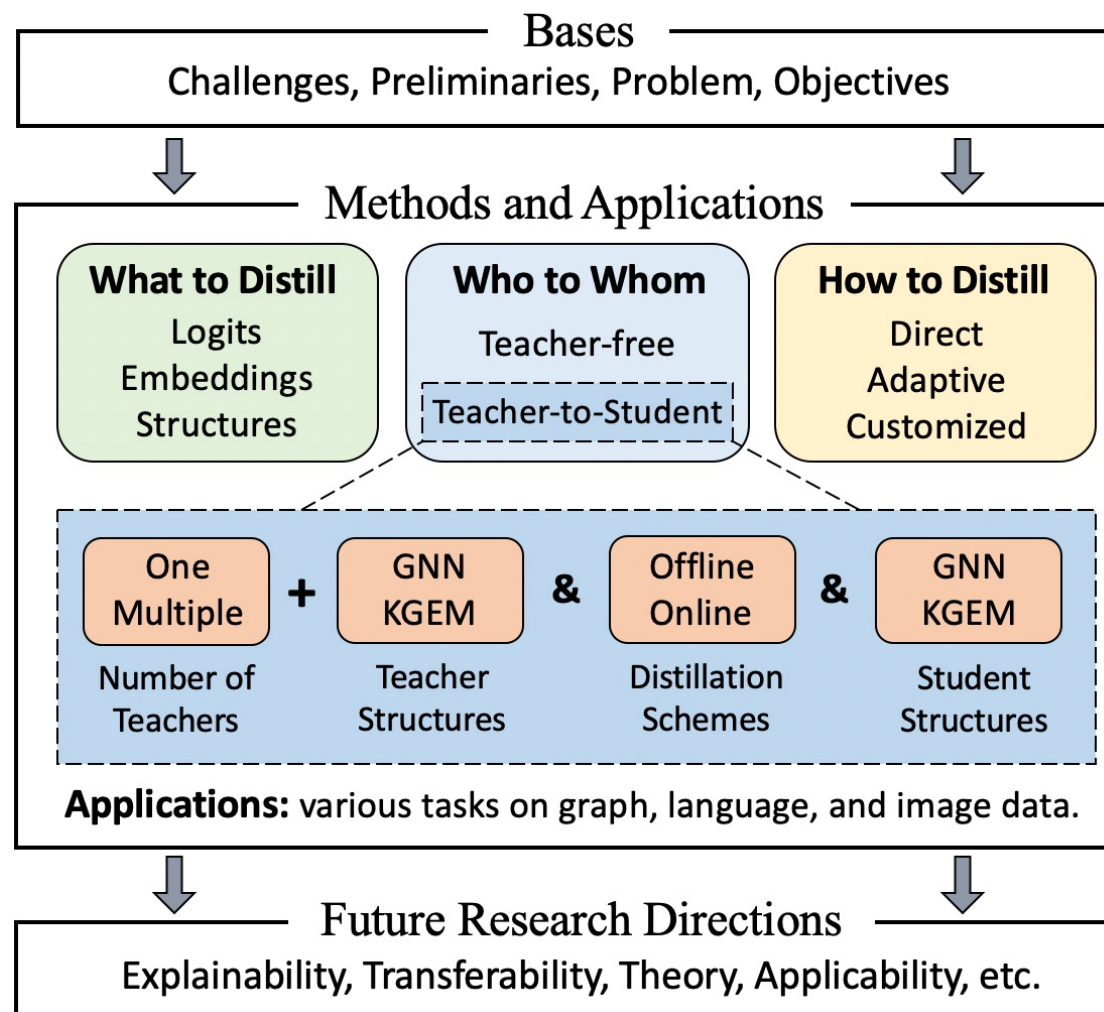 Bases
Challenges, Preliminaries, Problem, Objectives
Methods and Applications
What to Distill
Logits
Embeddings
Structures
Who to Whom
Teacher-free
Teacher-to-Student
How to Distill
Direct
Adaptive
Customized
One
Multiple
Number of
Teachers
+
GNN
KGEM
Teacher
Structures
&
Offline
Online
Distillation
Schemes
&
GNN
KGEM
Student
Structures
Applications: various tasks on graph, language, and image data.
Future Research Directions
Explainability, Transferability, Theory, Applicability, etc.